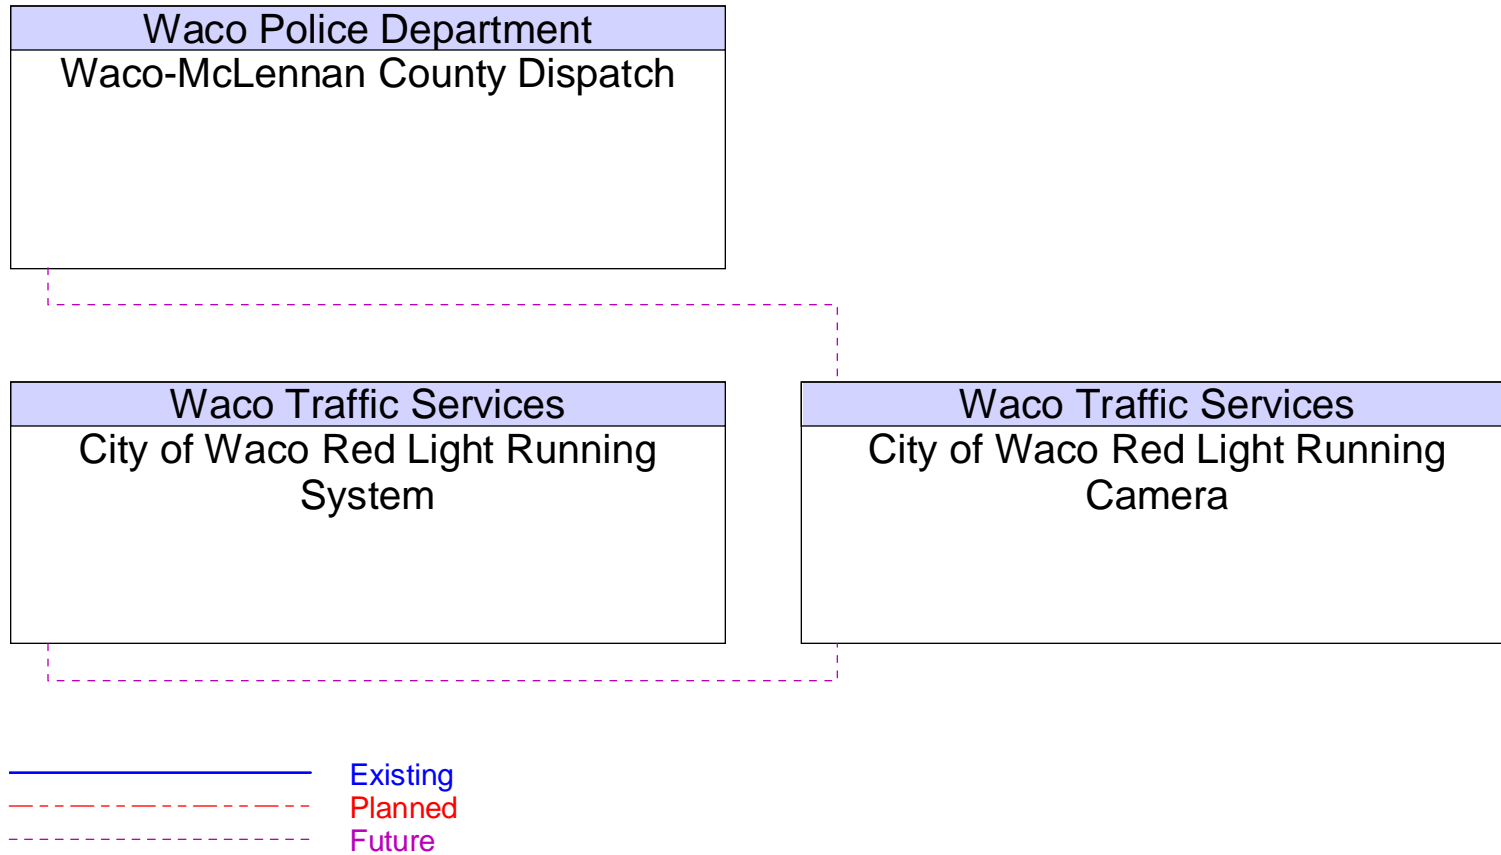 Waco Police Department
Waco-McLennan County Dispatch
Waco Traffic Services
City of Waco Red Light Running
System
Waco Traffic Services
City of Waco Red Light Running
Camera
Existing
Planned
Future